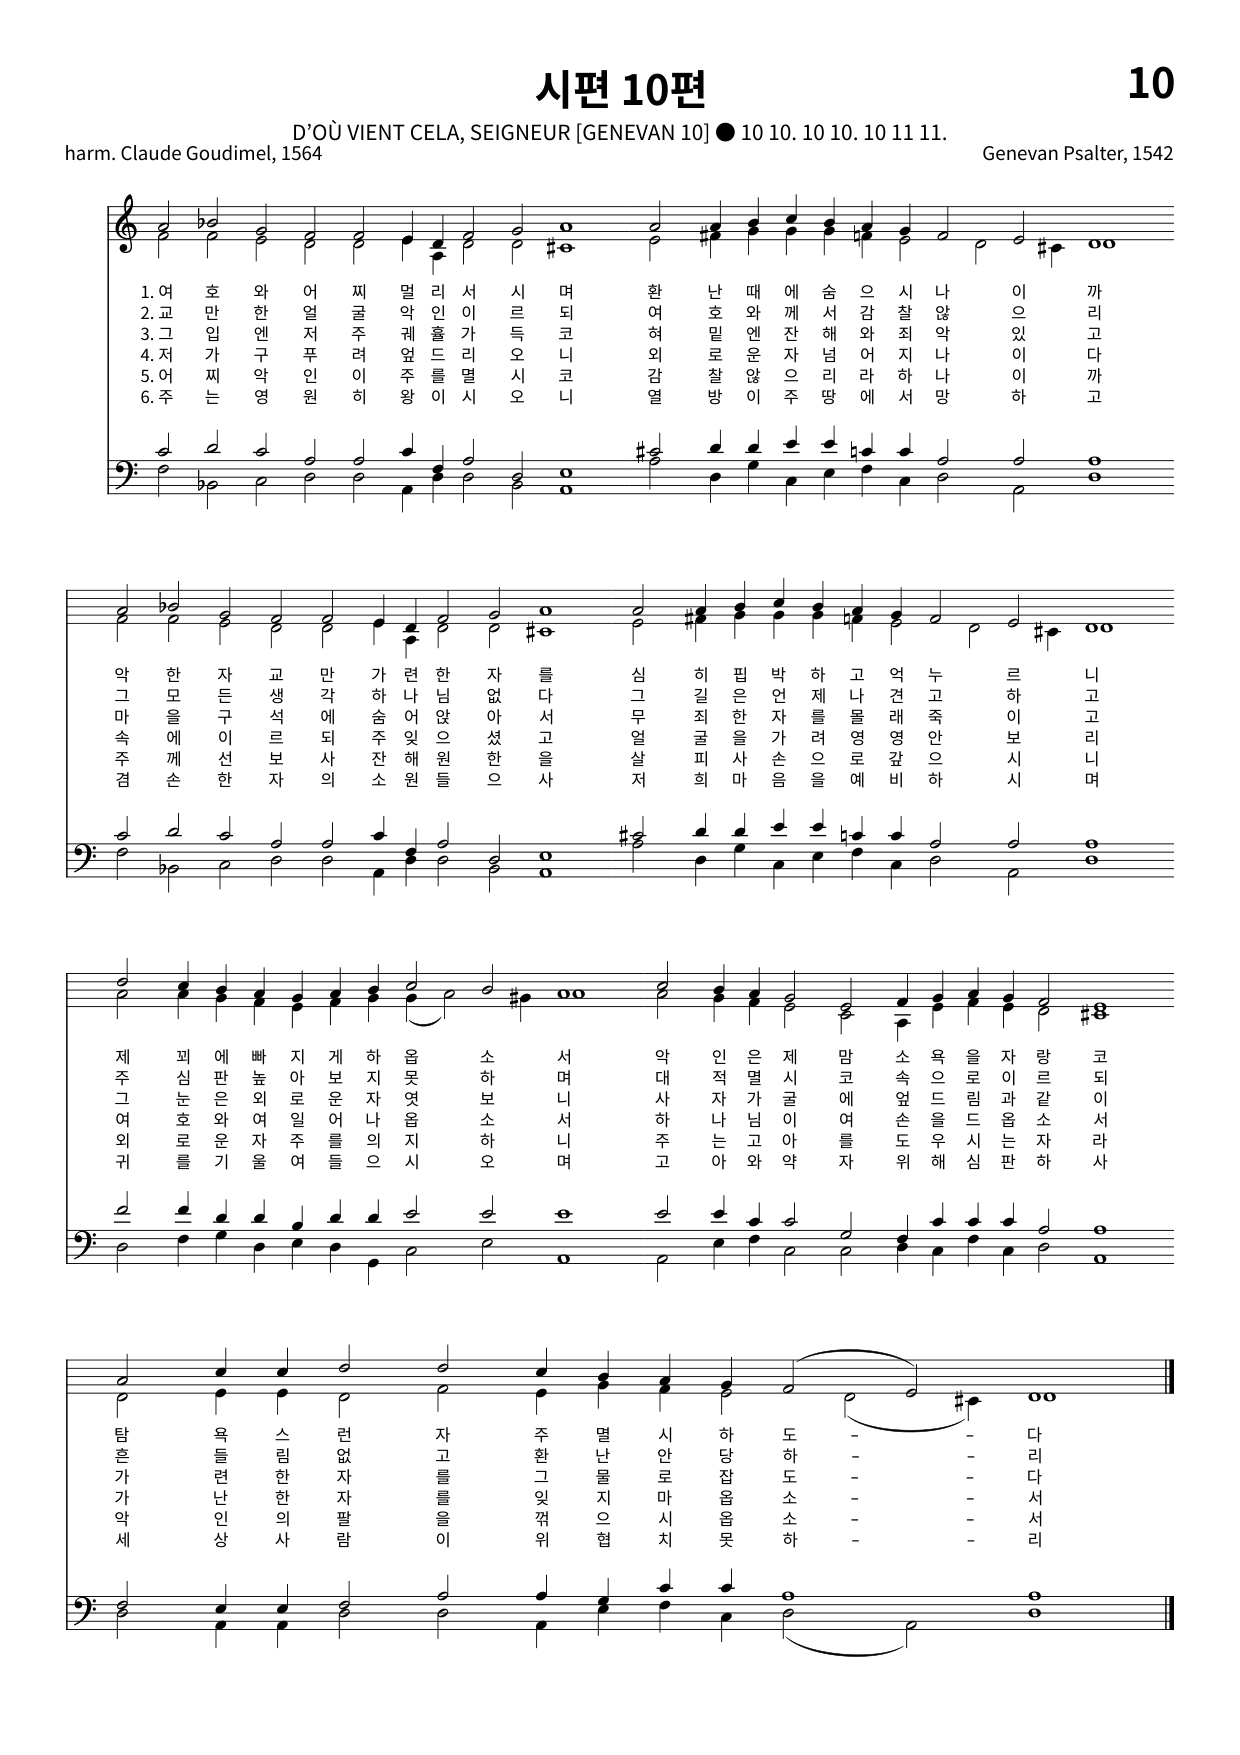 시편 10편
10
D’OÙ VIENT CELA, SEIGNEUR [GENEVAN 10] ● 10 10. 10 10. 10 11 11.
harm. Claude Goudimel, 1564
Genevan Psalter, 1542
1. 여 호 와 어 찌 멀 리 서 시 며 환 난 때 에 숨 으 시 나 이 까
2. 교 만 한 얼 굴 악 인 이 르 되 여 호 와 께 서 감 찰 않 으 리
3. 그 입 엔 저 주 궤 휼 가 득 코 혀 밑 엔 잔 해 와 죄 악 있 고
4. 저 가 구 푸 려 엎 드 리 오 니 외 로 운 자 넘 어 지 나 이 다
5. 어 찌 악 인 이 주 를 멸 시 코 감 찰 않 으 리 라 하 나 이 까
6. 주 는 영 원 히 왕 이 시 오 니 열 방 이 주 땅 에 서 망 하 고
악 한 자 교 만 가 련 한 자 를 심 히 핍 박 하 고 억 누 르 니
그 모 든 생 각 하 나 님 없 다 그 길 은 언 제 나 견 고 하 고
마 을 구 석 에 숨 어 앉 아 서 무 죄 한 자 를 몰 래 죽 이 고
속 에 이 르 되 주 잊 으 셨 고 얼 굴 을 가 려 영 영 안 보 리
주 께 선 보 사 잔 해 원 한 을 살 피 사 손 으 로 갚 으 시 니
겸 손 한 자 의 소 원 들 으 사 저 희 마 음 을 예 비 하 시 며
제 꾀 에 빠 지 게 하 옵 소 서 악 인 은 제 맘 소 욕 을 자 랑 코
주 심 판 높 아 보 지 못 하 며 대 적 멸 시 코 속 으 로 이 르 되
그 눈 은 외 로 운 자 엿 보 니 사 자 가 굴 에 엎 드 림 과 같 이
여 호 와 여 일 어 나 옵 소 서 하 나 님 이 여 손 을 드 옵 소 서
외 로 운 자 주 를 의 지 하 니 주 는 고 아 를 도 우 시 는 자 라
귀 를 기 울 여 들 으 시 오 며 고 아 와 약 자 위 해 심 판 하 사
탐 욕 스 런 자 주 멸 시 하 도 – – 다
흔 들 림 없 고 환 난 안 당 하 – – 리
가 련 한 자 를 그 물 로 잡 도 – – 다
가 난 한 자 를 잊 지 마 옵 소 – – 서
악 인 의 팔 을 꺾 으 시 옵 소 – – 서
세 상 사 람 이 위 협 치 못 하 – – 리